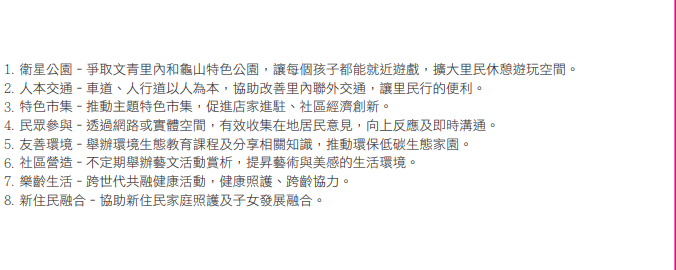 1. 衛星公園 - 爭取文青里內和龜山特色公園，讓每個孩子都能就近遊戲，擴大里民休憩遊玩空間。
2. 人本交通 - 車道、人行道以人為本，協助改善里內聯外交通，讓里民行的便利。
3. 特色市集 - 推動主題特色市集，促進店家進駐、社區經濟創新。
4. 民眾參與 - 透過網路或實體空間，有效收集在地居民意見，向上反應及即時溝通。
5. 友善環境 - 舉辦環境生態教育課程及分享相關知識，推動環保低碳生態家園。
6. 社區營造 - 不定期舉辦藝文活動賞析，提昇藝術與美感的生活環境。
7. 樂齡生活 - 跨世代共融健康活動，健康照護、跨齡協力。
8. 新住民融合 - 協助新住民家庭照護及子女發展融合。